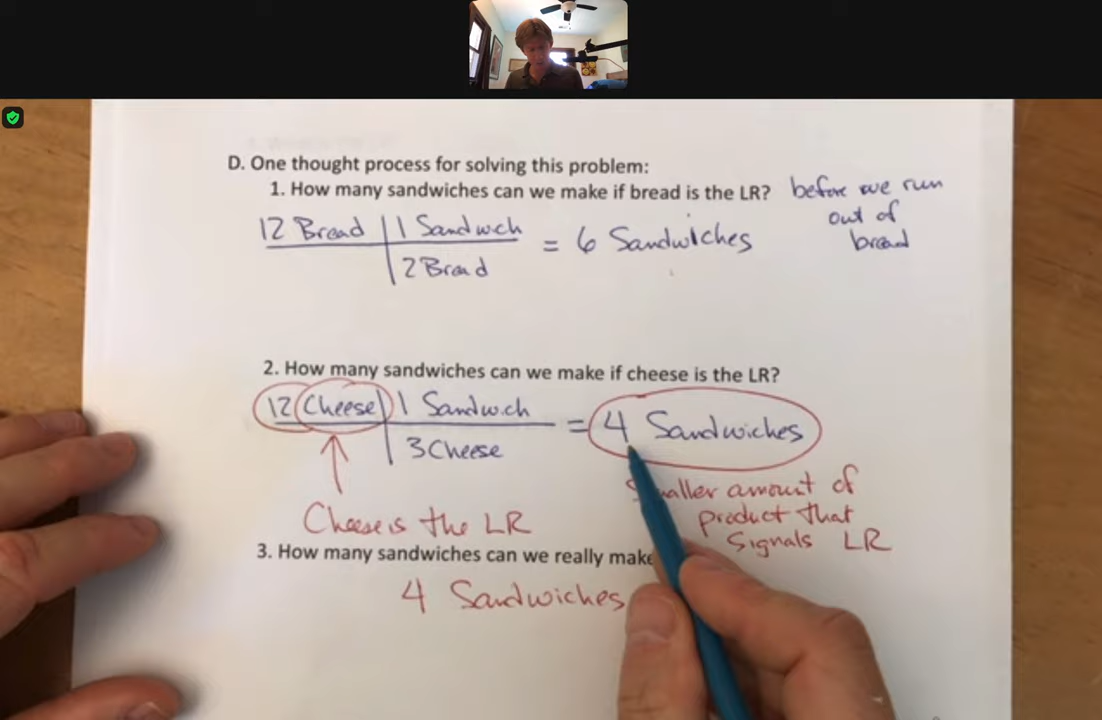 D. One thought process for solving this problem:
1. How many sandwiches can we make if bread is the LR? before we run
out of
bread
12 Bread 1 Sandwich
2 Bread
= 6 Sandwiches
2. How many sandwiches can we make if cheese is the LR?
12 Cheese 1 Sandwich
3 Cheese
= 4 Sandwiches
amount of
product that
Signals LR
Cheese is the LR
3. How many sandwiches can we really make
4 Sandwiches